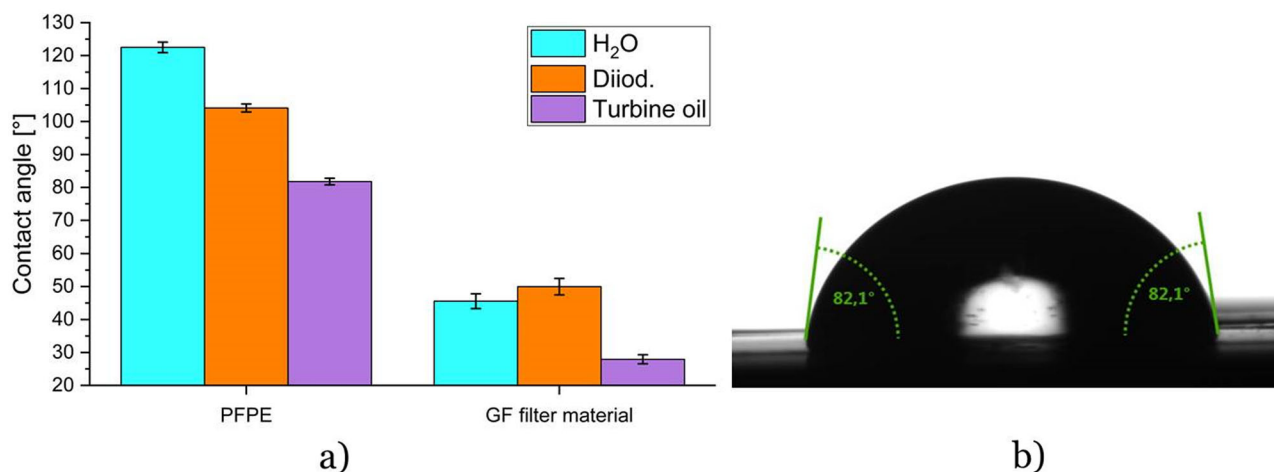 130
120
110
100
90
80
70
60
50
40
30
20
Contact angle [°]
H₂O
Diiod.
Turbine oil
PFPE
GF filter material
a)
82,1°
82,1°
b)